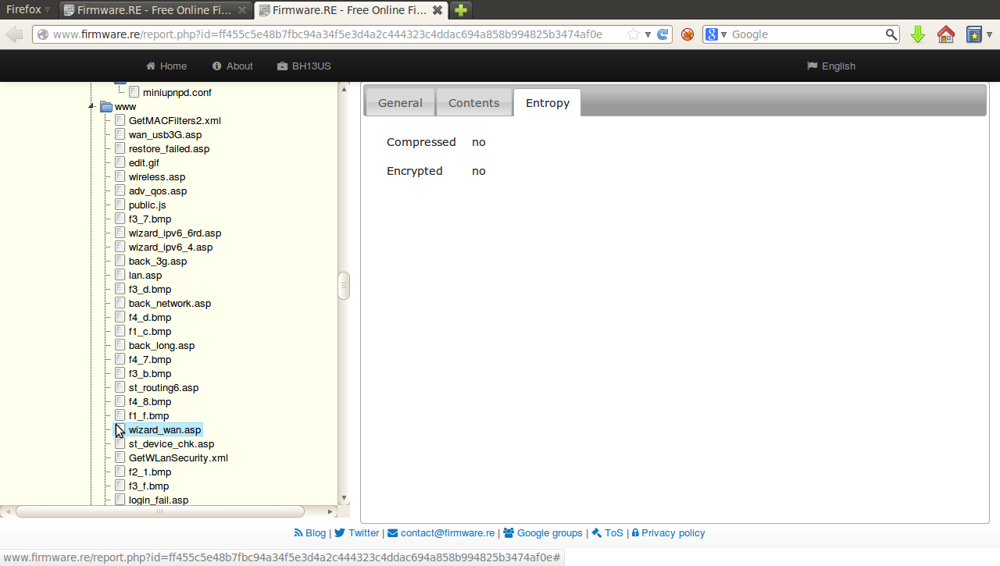 Firefox
Firmware.RE - Free Online Fi...
Firmware.RE - Free Online Fi...
www.firmware.re/report.php?id=ff455c5e48b7fbc94a34f5e3d4a2c444323c4ddac694a858b994825b3474af0e
Google
Home
About
BH13US
English
miniupnpd.conf
www
GetMACFilters2.xml
wan_usb3G.asp
restore_failed.asp
edit.gif
wireless.asp
adv_qos.asp
public.js
f3_7.bmp
wizard_ipv6_6rd.asp
wizard_ipv6_4.asp
back_3g.asp
lan.asp
f3_d.bmp
back_network.asp
f4_d.bmp
f1_c.bmp
back_long.asp
f4_7.bmp
f3_b.bmp
st_routing6.asp
f4_8.bmp
f1_f.bmp
wizard_wan.asp
st_device_chk.asp
GetWLanSecurity.xml
f2_1.bmp
f3_f.bmp
login_fail.asp
General
Contents
Entropy
Compressed no
Encrypted no
Blog | Twitter | contact@firmware.re | Google groups | ToS | Privacy policy
www.firmware.re/report.php?id=ff455c5e48b7fbc94a34f5e3d4a2c444323c4ddac694a858b994825b3474af0e#